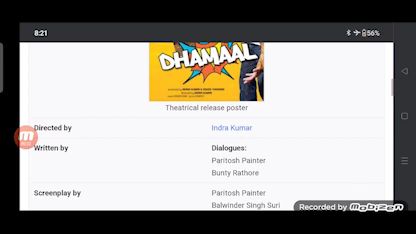 8:21
56%
DHAMAAL
Theatrical release poster
Directed by
Indra Kumar
Written by
Dialogues:
Paritosh Painter
Bunty Rathore
Screenplay by
Paritosh Painter
Balwinder Singh Suri
Recorded by Mobizen